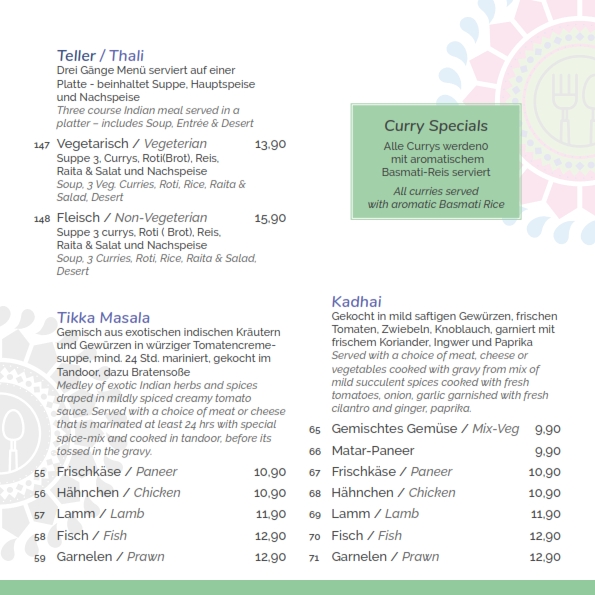 Teller / Thali
Drei Gänge Menü serviert auf einer
Platte - beinhaltet Suppe, Hauptspeise
und Nachspeise
Three course Indian meal served in a
platter – includes Soup, Entrée & Desert
147 Vegetarisch / Vegeterian 13,90
Suppe 3, Currys, Roti(Brot), Reis,
Raita & Salat und Nachspeise
Soup, 3 Veg. Curries, Roti, Rice, Raita &
Salad, Desert
148 Fleisch / Non-Vegeterian 15,90
Suppe 3 currys, Roti ( Brot), Reis,
Raita & Salat und Nachspeise
Soup, 3 Curries, Roti, Rice, Raita & Salad,
Desert
Tikka Masala
Gemisch aus exotischen indischen Kräutern
und Gewürzen in würziger Tomatencreme-
suppe, mind. 24 Std. mariniert, gekocht im
Tandoor, dazu Bratensoße
Medley of exotic Indian herbs and spices
draped in mildly spiced creamy tomato
sauce. Served with a choice of meat or cheese
that is marinated at least 24 hrs with special
spice-mix and cooked in tandoor, before its
tossed in the gravy.
55 Frischkäse / Paneer 10,90
56 Hähnchen / Chicken 10,90
57 Lamm / Lamb 11,90
58 Fisch / Fish 12,90
59 Garnelen / Prawn 12,90
Curry Specials
Alle Currys werden0
mit aromatischem
Basmati-Reis serviert
All curries served
with aromatic Basmati Rice
Kadhai
Gekocht in mild saftigen Gewürzen, frischen
Tomaten, Zwiebeln, Knoblauch, garniert mit
frischem Koriander, Ingwer und Paprika
Served with a choice of meat, cheese or
vegetables cooked with gravy from mix of
mild succulent spices cooked with fresh
tomatoes, onion, garlic garnished with fresh
cilantro and ginger, paprika.
65 Gemischtes Gemüse / Mix-Veg 9,90
66 Matar-Paneer 9,90
67 Frischkäse / Paneer 10,90
68 Hähnchen / Chicken 10,90
69 Lamm / Lamb 11,90
70 Fisch / Fish 12,90
71 Garnelen / Prawn 12,90